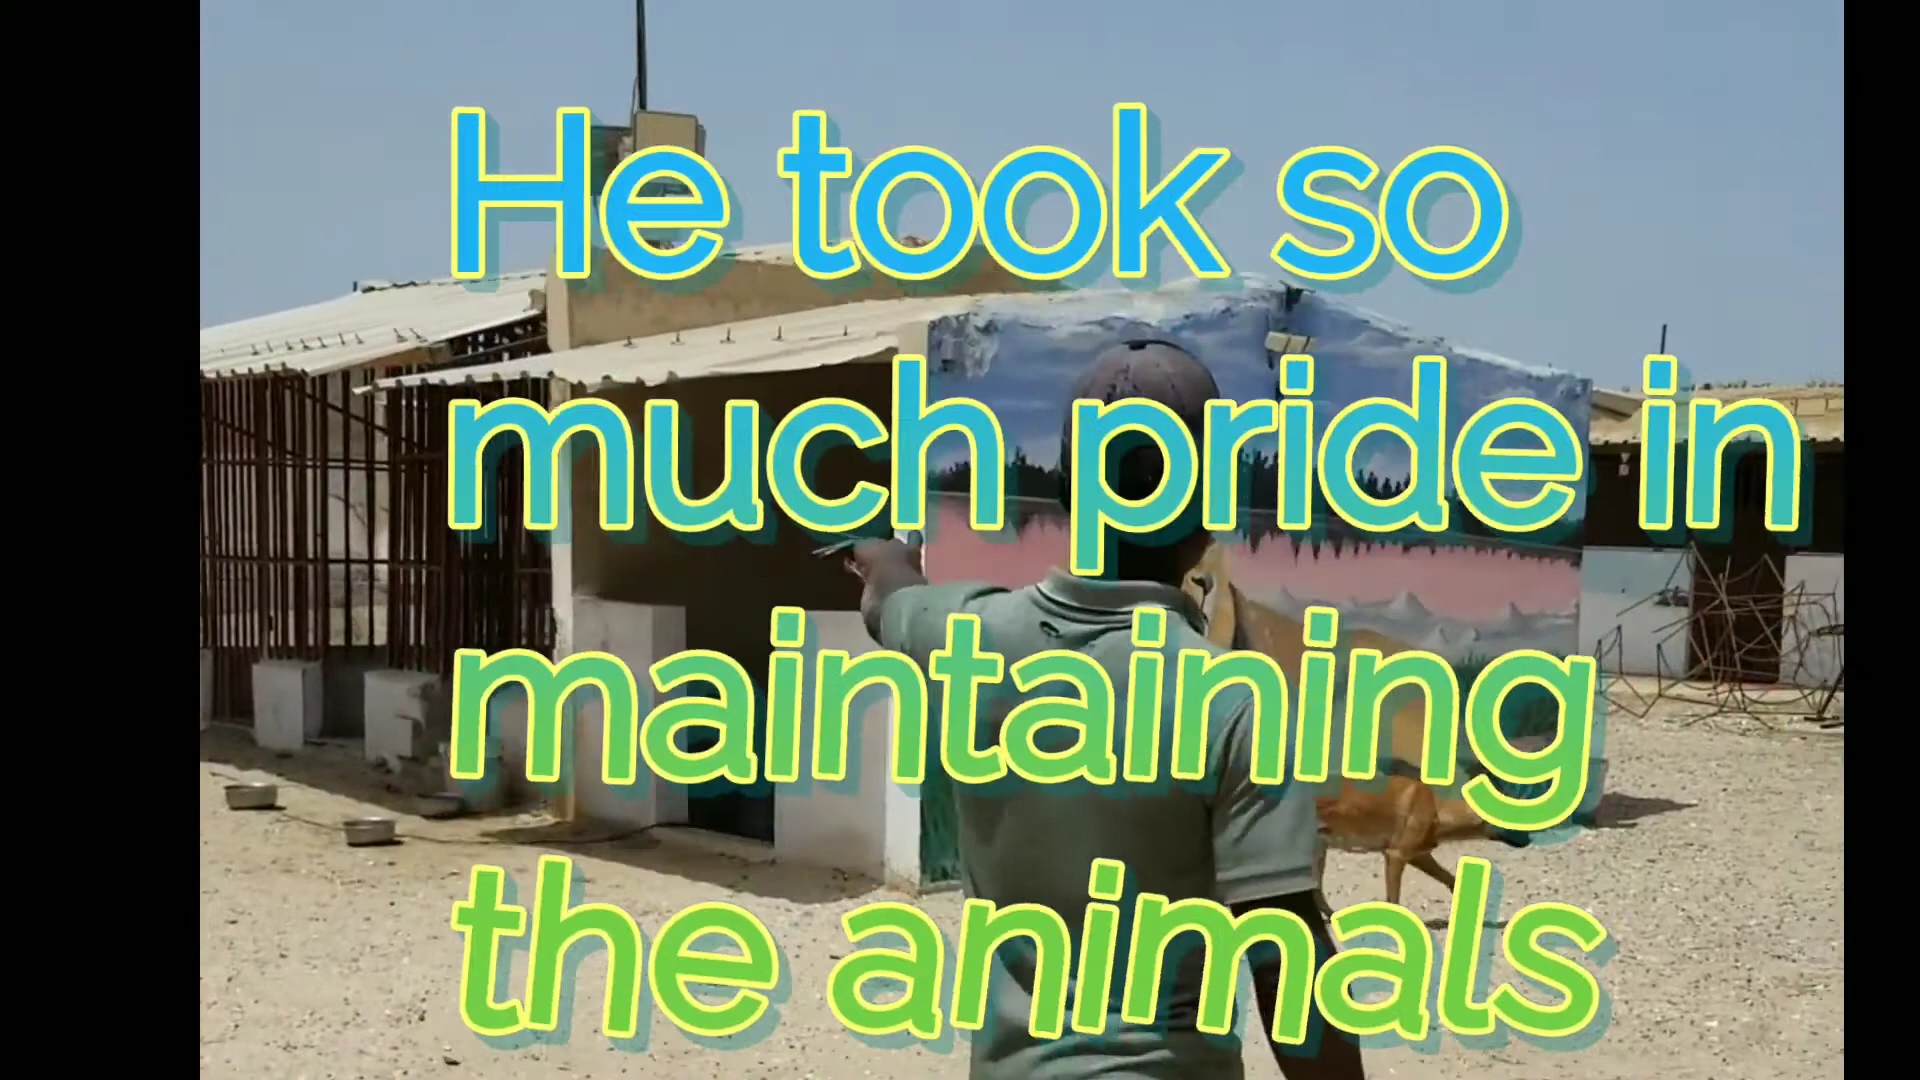 He took so
much pride in
maintaining
the animals